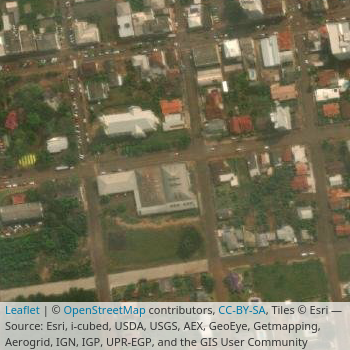 Leaflet | © OpenStreetMap contributors, CC-BY-SA, Tiles © Esri —
Source: Esri, i-cubed, USDA, USGS, AEX, GeoEye, Getmapping,
Aerogrid, IGN, IGP, UPR-EGP, and the GIS User Community